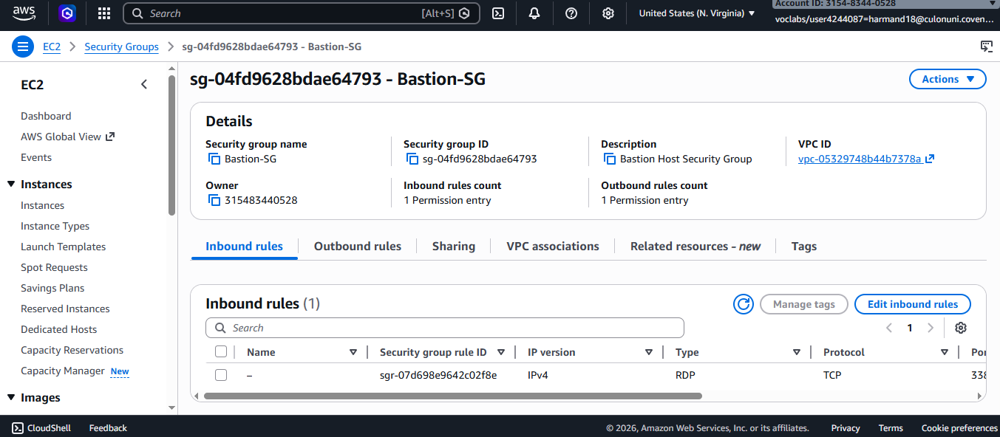 aws
Search [Alt+S]
United States (N. Virginia)
Account ID: 3154-8344-0528
voclabs/user4244087=harmand18@culonuni.coven...
EC2 > Security Groups > sg-04fd9628bdae64793 - Bastion-SG
EC2
Dashboard
AWS Global View
Events
Instances
Instances
Instance Types
Launch Templates
Spot Requests
Savings Plans
Reserved Instances
Dedicated Hosts
Capacity Reservations
Capacity Manager New
Images
sg-04fd9628bdae64793 - Bastion-SG
Actions
Details
Security group name
Bastion-SG
Security group ID
sg-04fd9628bdae64793
Description
Bastion Host Security Group
VPC ID
vpc-05329748b44b7378a
Owner
315483440528
Inbound rules count
1 Permission entry
Outbound rules count
1 Permission entry
Inbound rules Outbound rules Sharing VPC associations Related resources - new Tags
Inbound rules (1)
Manage tags
Edit inbound rules
Search
1
Name Security group rule ID IP version Type Protocol
– sgr-07d698e9642c02f8e IPv4 RDP TCP 338
CloudShell Feedback © 2026, Amazon Web Services, Inc. or its affiliates. Privacy Terms Cookie preferences